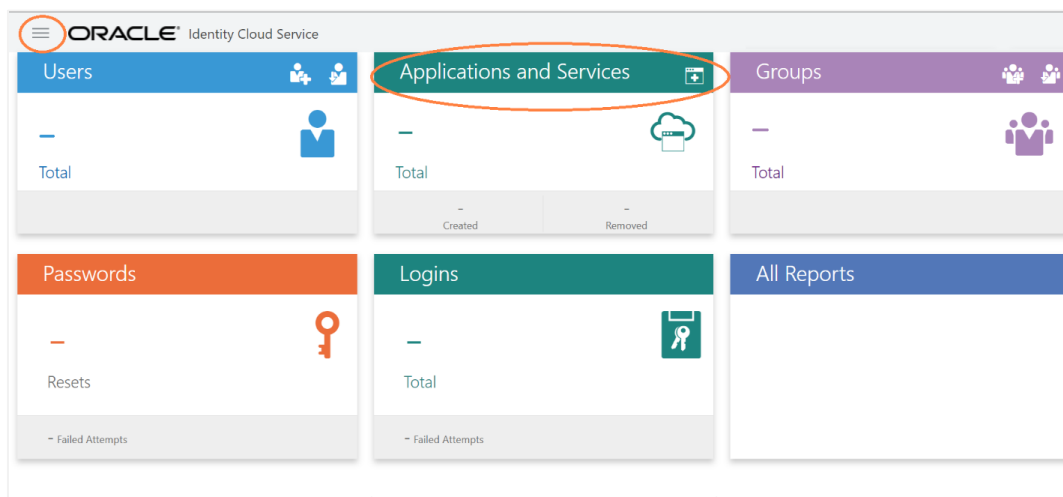 ORACLE® Identity Cloud Service
Users
Applications and Services
Groups
–
–
–
Total
Total
Total
-
-
Created
Removed
Passwords
Logins
All Reports
–
–
Resets
Total
- Failed Attempts
- Failed Attempts